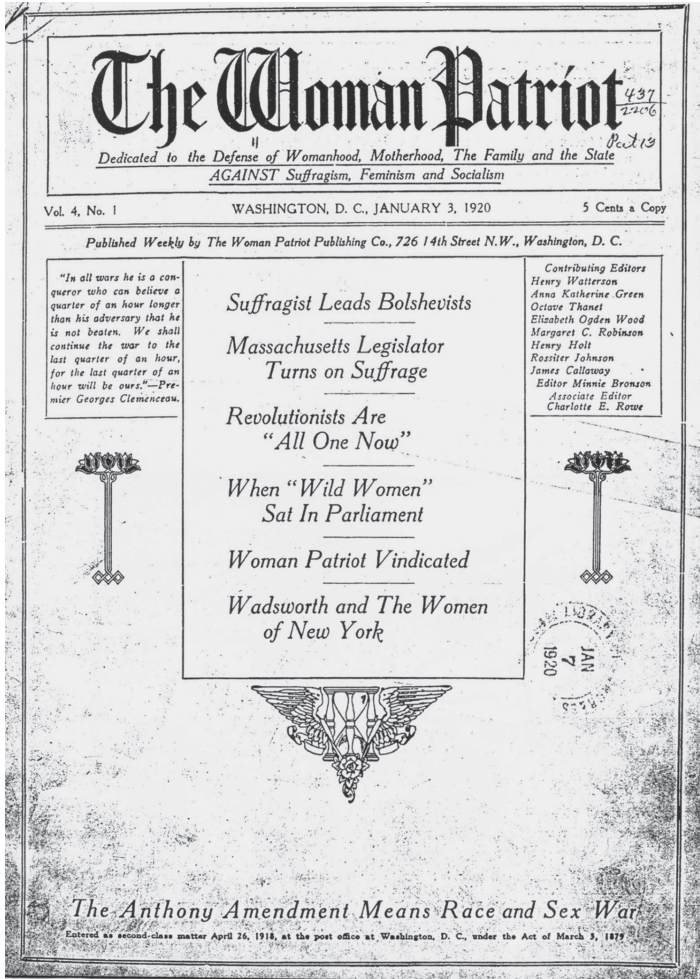 The Woman Patriot
437
2206
Dedicated to the Defense of Womanhood, Motherhood, The Family and the State
AGAINST Suffragism, Feminism and Socialism
Vol. 4, No. 1 WASHINGTON, D. C., JANUARY 3, 1920 5 Cents a Copy
Published Weekly by The Woman Patriot Publishing Co., 726 14th Street N.W., Washington, D. C.
"In all wars he is a con-
queror who can believe a
quarter of an hour longer
than his adversary that he
is not beaten. We shall
continue the war to the
last quarter of an hour,
for the last quarter of an
hour will be ours."—Pre-
mier Georges Clemenceau.
Suffragist Leads Bolshevists
Massachusetts Legislator
Turns on Suffrage
Revolutionists Are
"All One Now"
When "Wild Women"
Sat In Parliament
Woman Patriot Vindicated
Wadsworth and The Women
of New York
Contributing Editors
Henry Watterson
Anna Katherine Green
Octave Thanet
Elizabeth Ogden Wood
Margaret C. Robinson
Henry Holt
Rossiter Johnson
James Callaway
Editor Minnie Bronson
Associate Editor
Charlotte E. Rowe
JAN
7
1920
The Anthony Amendment Means Race and Sex War
Entered as second-class matter April 26, 1918, at the post office at Washington, D. C., under the Act of March 3, 1879